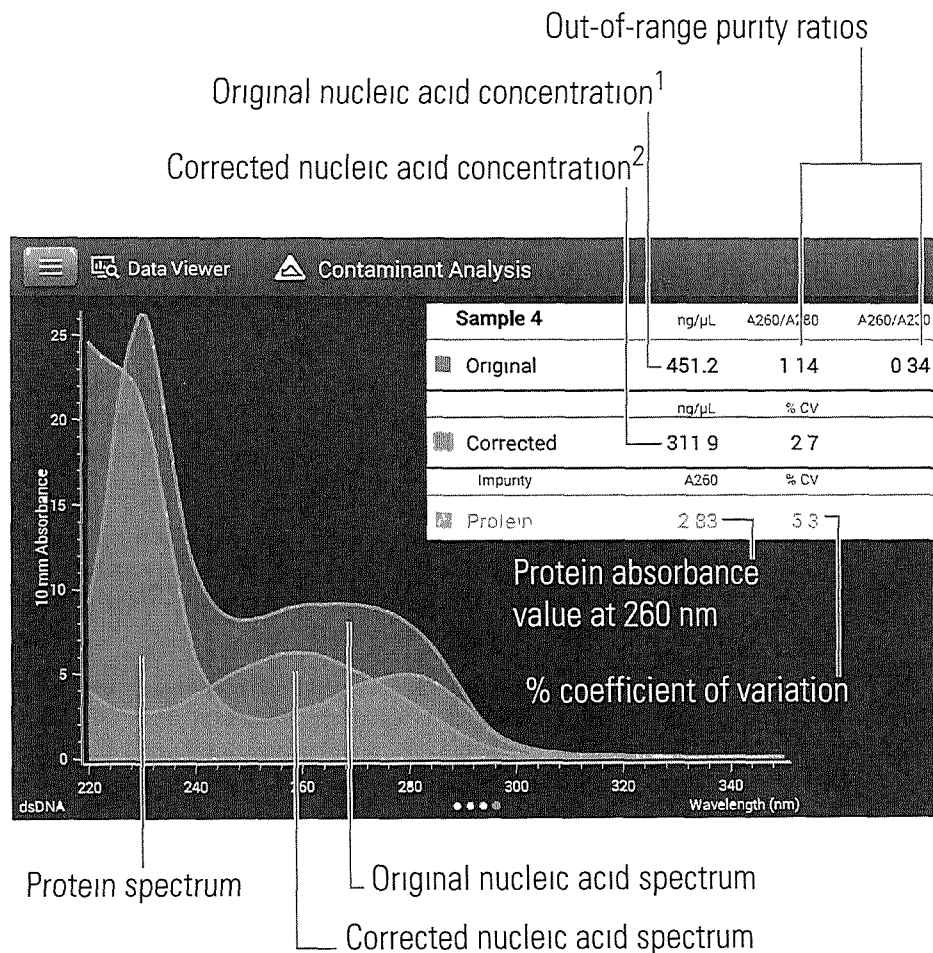 Out-of-range purity ratios
Original nucleic acid concentration1
Corrected nucleic acid concentration2
Data Viewer
Contaminant Analysis
Sample 4 ng/µL A260/A280 A260/A230
Original 451.2 1 14 0 34
ng/µL % CV
Corrected 311 9 2 7
Impurity A260 % CV
Protein 2 83 5 3
Protein absorbance
value at 260 nm
% coefficient of variation
10 mm Absorbance
25
20
15
10
5
0
220 240 260 280 300 320 340
dsDNA
Wavelength (nm)
Protein spectrum
Original nucleic acid spectrum
Corrected nucleic acid spectrum